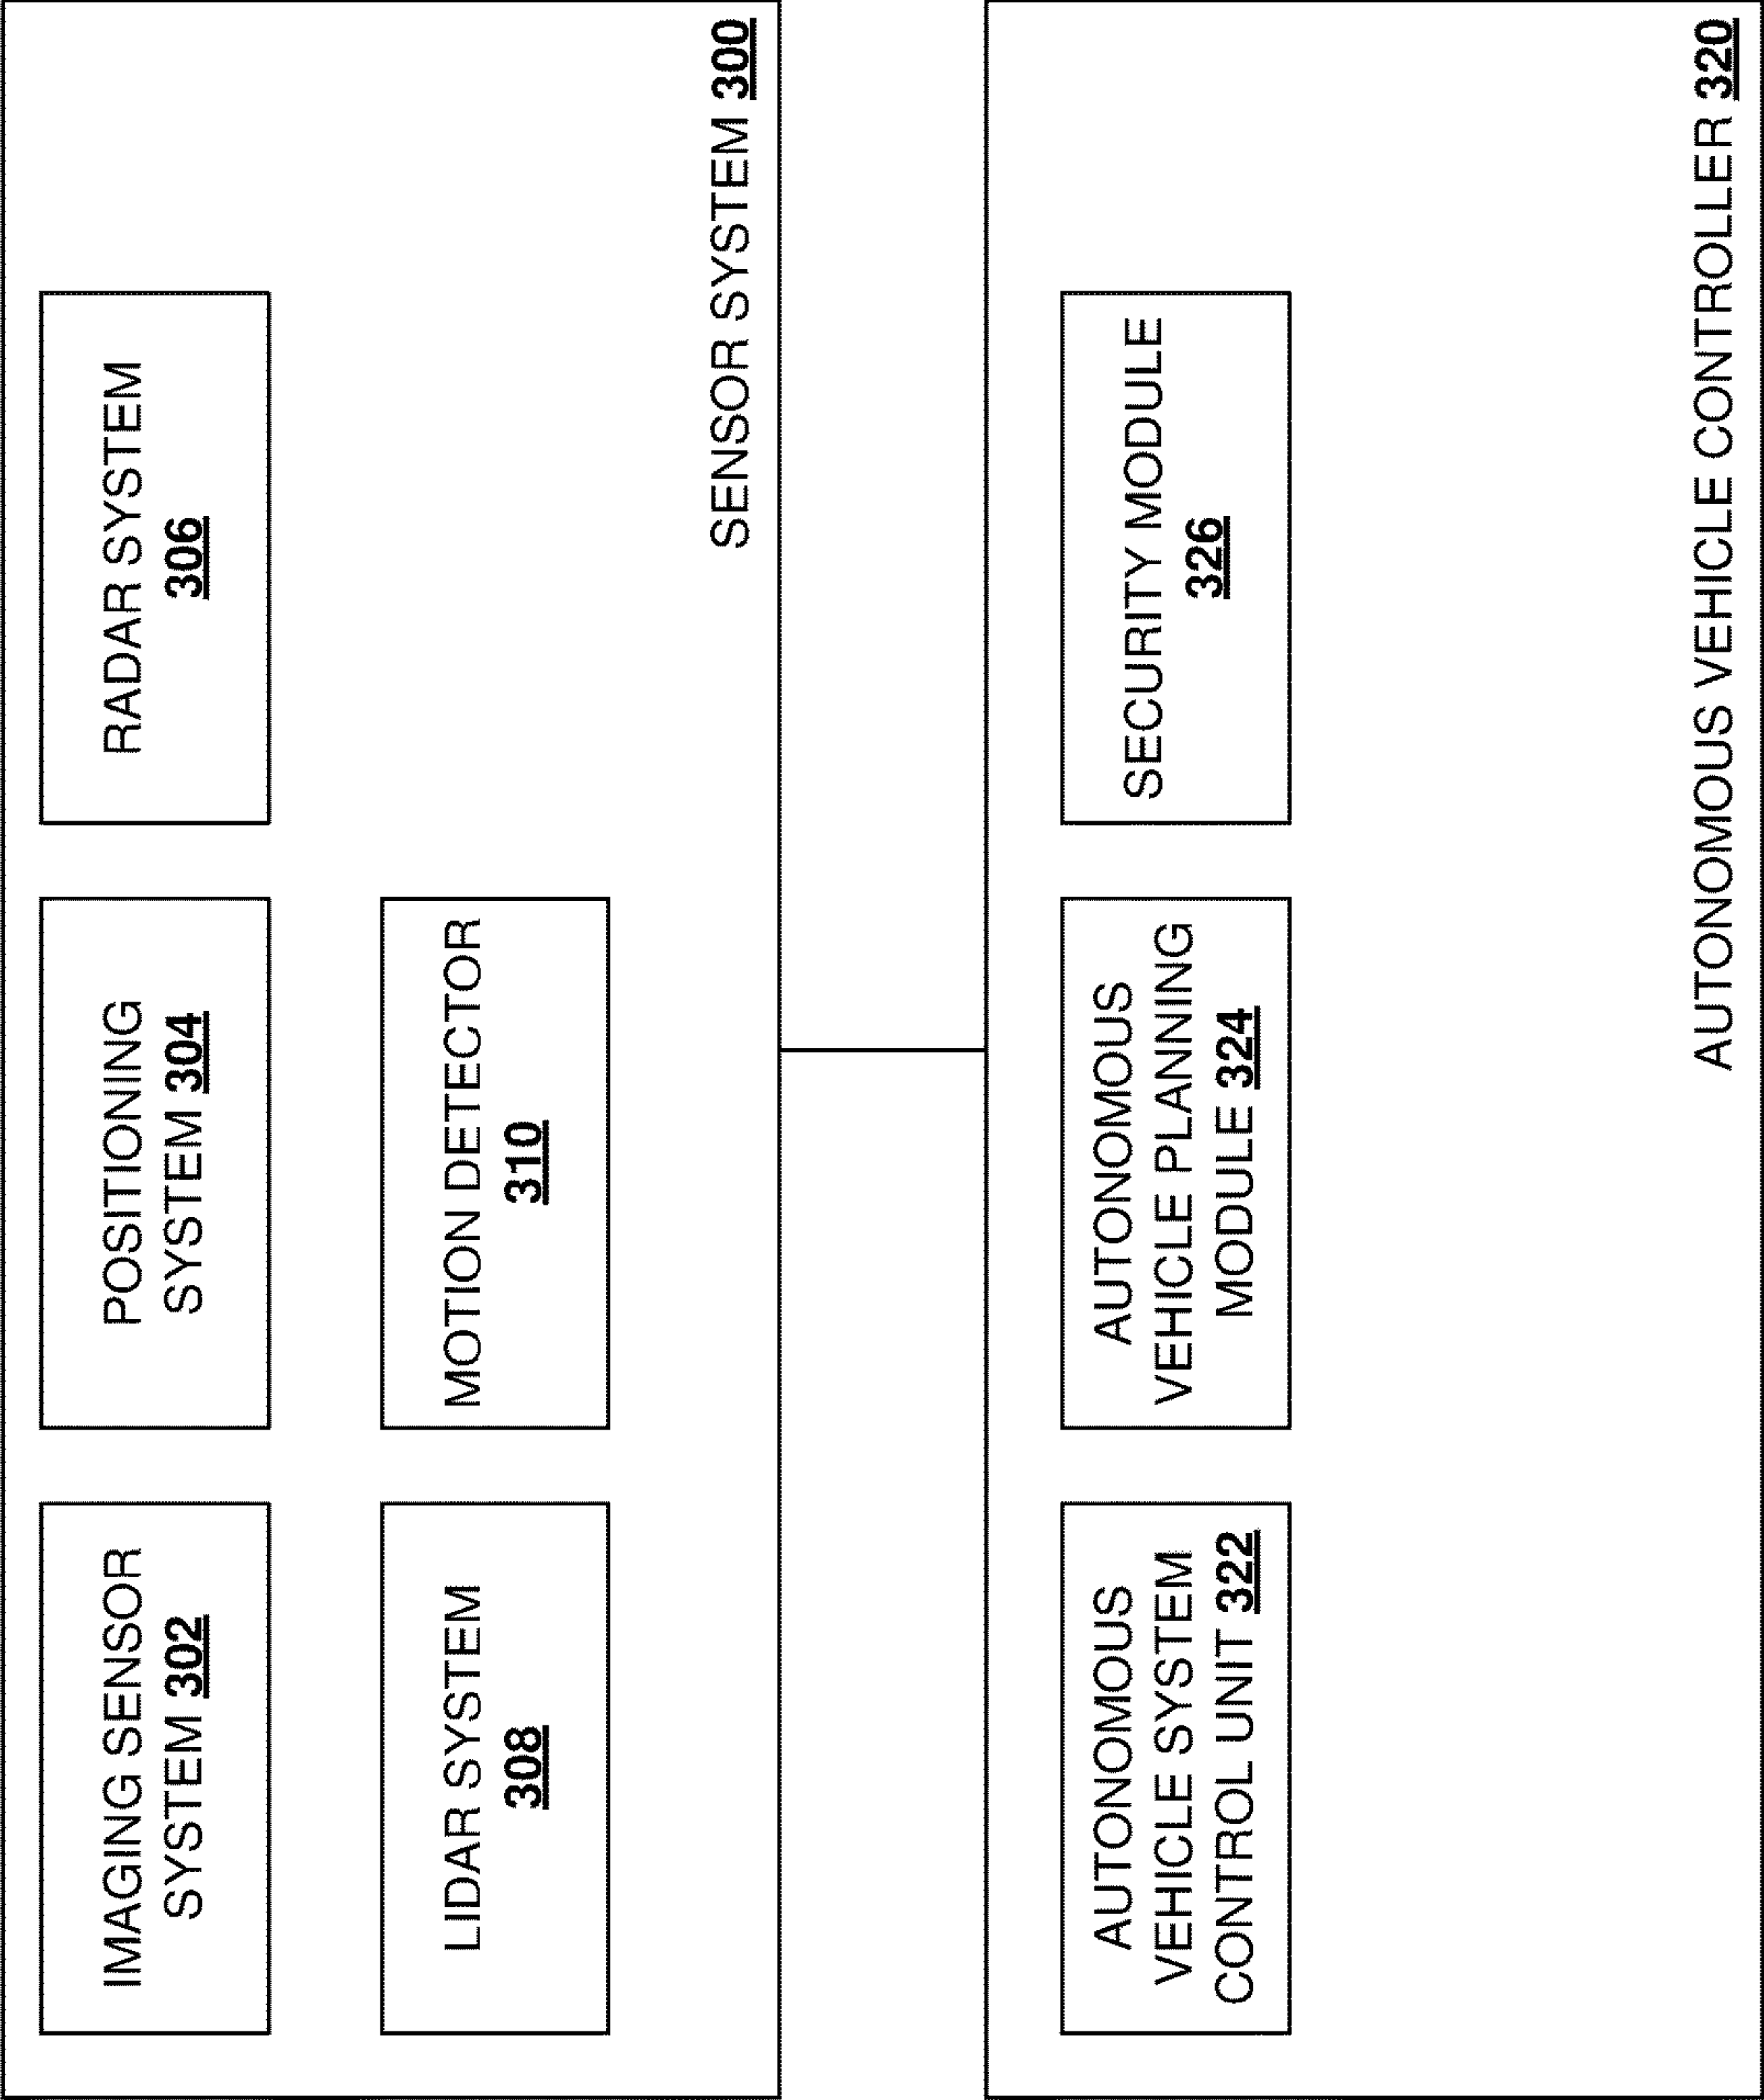 IMAGING SENSOR
SYSTEM 302
POSITIONING
SYSTEM 304
RADAR SYSTEM
306
LIDAR SYSTEM
308
MOTION DETECTOR
310
SENSOR SYSTEM 300
AUTONOMOUS
VEHICLE SYSTEM
CONTROL UNIT 322
AUTONOMOUS
VEHICLE PLANNING
MODULE 324
SECURITY MODULE
326
AUTONOMOUS VEHICLE CONTROLLER 320